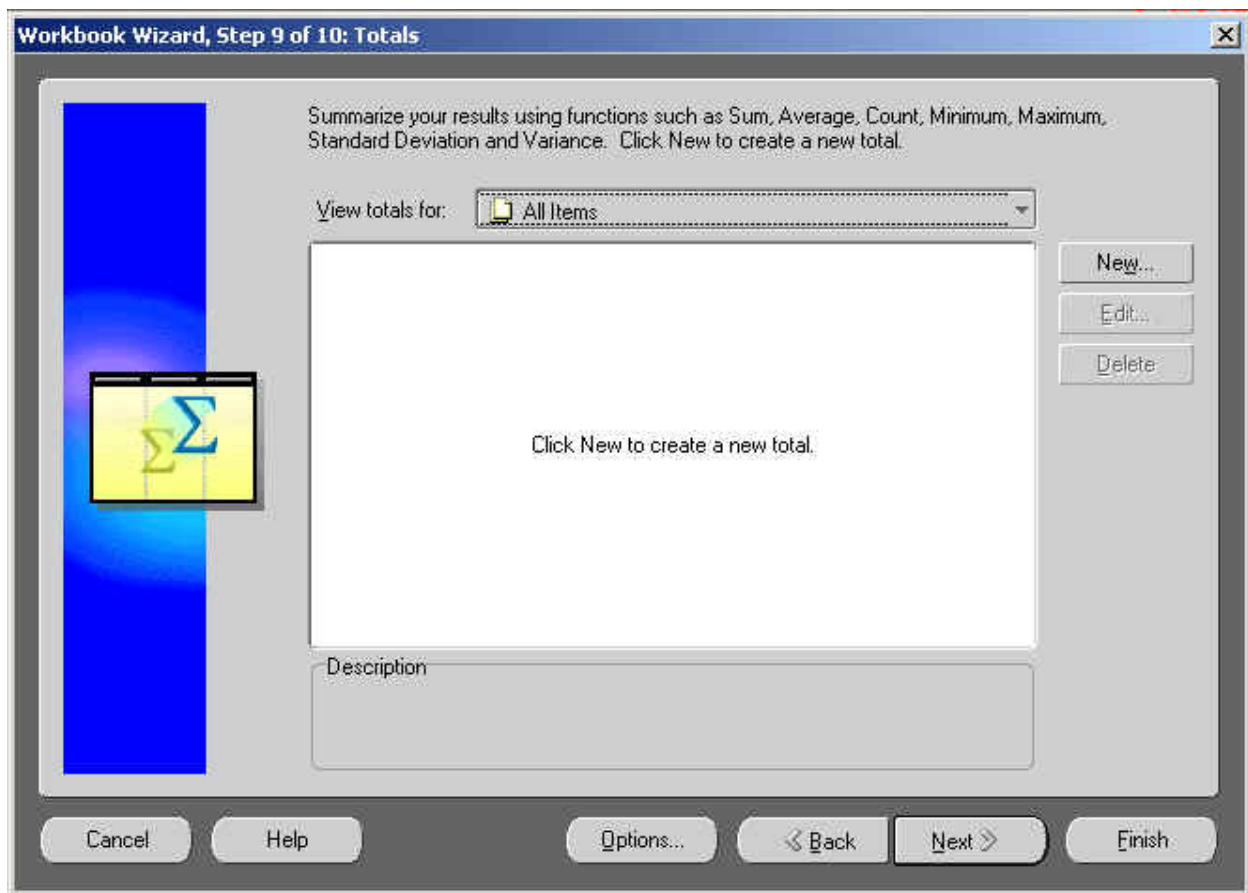 Workbook Wizard, Step 9 of 10: Totals
Summarize your results using functions such as Sum, Average, Count, Minimum, Maximum,
Standard Deviation and Variance.  Click New to create a new total.
View totals for:
All Items
New...
Edit...
Delete
Click New to create a new total.
Description
Cancel
Help
Options...
Back
Next
Finish